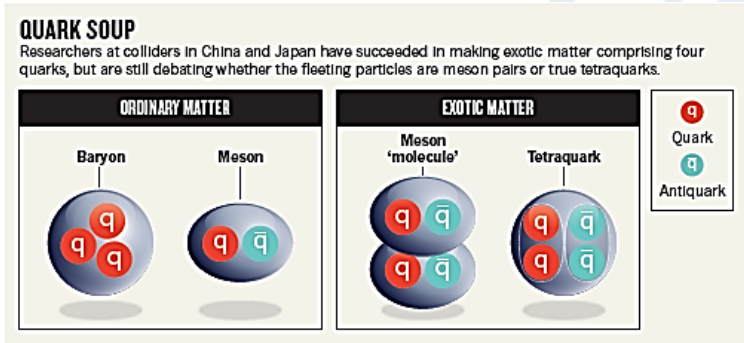 QUARK SOUP
Researchers at colliders in China and Japan have succeeded in making exotic matter comprising four
quarks, but are still debating whether the fleeting particles are meson pairs or true tetraquarks.
ORDINARY MATTER
Baryon
Meson
q
q
q
q q̅
EXOTIC MATTER
Meson
‘molecule’
Tetraquark
q q̅
q q̅
q q̅
q q̅
q
Quark
q̅
Antiquark